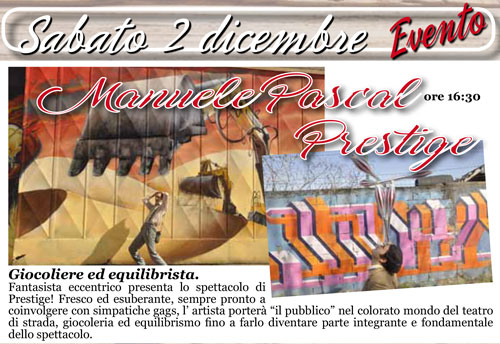 Sabato 2 dicembre Evento
Manuele Pascal ore 16:30
Prestige
Giocoliere ed equilibrista.
Fantasista eccentrico presenta lo spettacolo di
Prestige! Fresco ed esuberante, sempre pronto a
coinvolgere con simpatiche gags, l' artista porterà “il pubblico” nel colorato mondo del teatro
di strada, giocoleria ed equilibrismo fino a farlo diventare parte integrante e fondamentale
dello spettacolo.